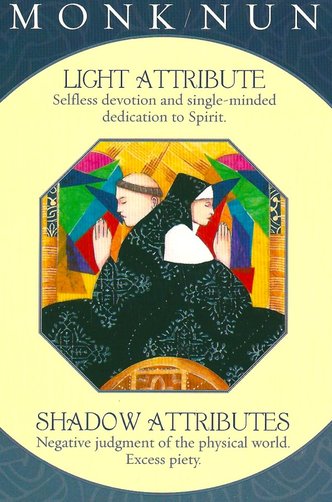 MONK/NUN
LIGHT ATTRIBUTE
Selfless devotion and single-minded
dedication to Spirit.
SHADOW ATTRIBUTES
Negative judgment of the physical world.
Excess piety.